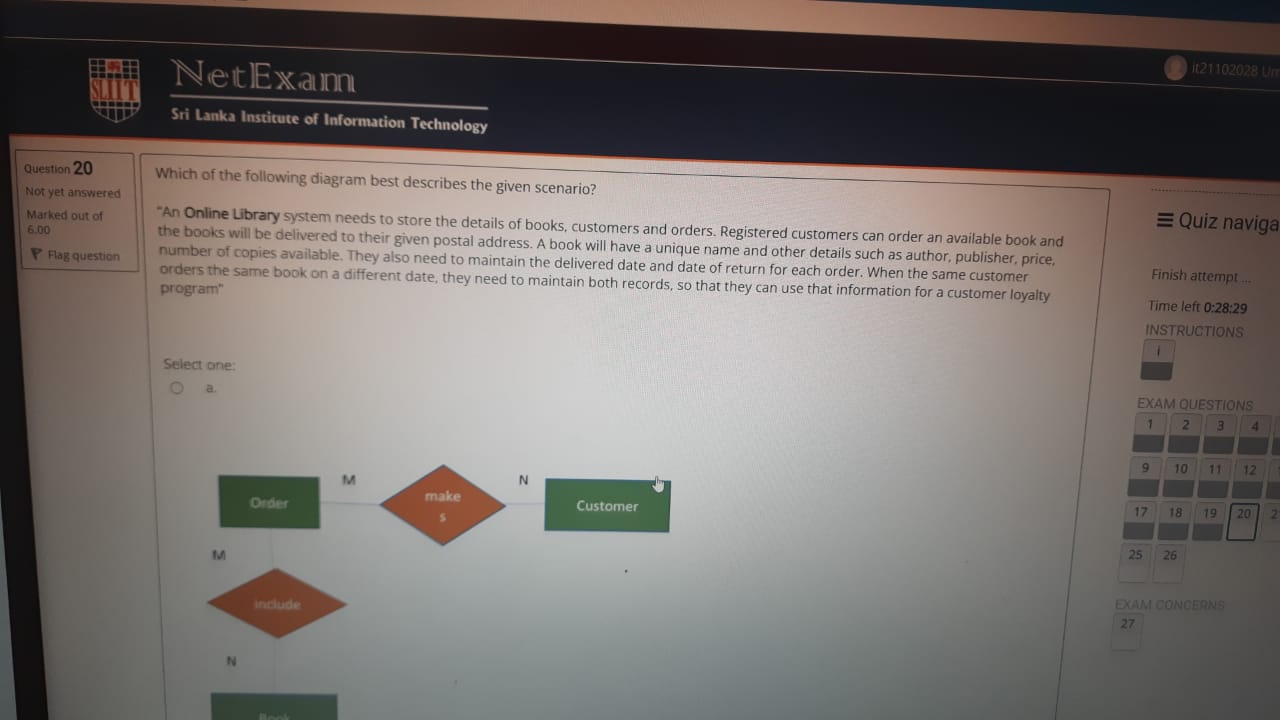 SLIIT
NetExam
Sri Lanka Institute of Information Technology
it21102028
Question 20
Not yet answered
Marked out of
6.00
Flag question
Which of the following diagram best describes the given scenario?
"An Online Library system needs to store the details of books, customers and orders. Registered customers can order an available book and
the books will be delivered to their given postal address. A book will have a unique name and other details such as author, publisher, price,
number of copies available. They also need to maintain the delivered date and date of return for each order. When the same customer
orders the same book on a different date, they need to maintain both records, so that they can use that information for a customer loyalty
program"
Select one:
a.
Order
M
make
s
N
Customer
M
include
N
Book
Quiz naviga
Finish attempt ...
Time left 0:28:29
INSTRUCTIONS
i
EXAM QUESTIONS
1 2 3 4
9 10 11 12
17 18 19 20 2
25 26
EXAM CONCERNS
27